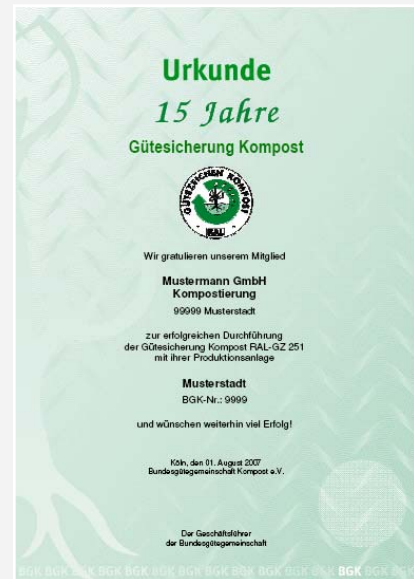 Urkunde
15 Jahre
Gütesicherung Kompost
GÜTEZEICHEN KOMPOST
RAL
Wir gratulieren unserem Mitglied
Mustermann GmbH
Kompostierung
99999 Musterstadt
zur erfolgreichen Durchführung
der Gütesicherung Kompost RAL-GZ 251
mit ihrer Produktionsanlage
Musterstadt
BGK-Nr.: 9999
und wünschen weiterhin viel Erfolg!
Köln, den 01. August 2007
Bundesgütegemeinschaft Kompost e.V.
Der Geschäftsführer
der Bundesgütegemeinschaft
BGK BGK BGK BGK BGK BGK BGK BGK BGK BGK BGK BGK BGK BGK